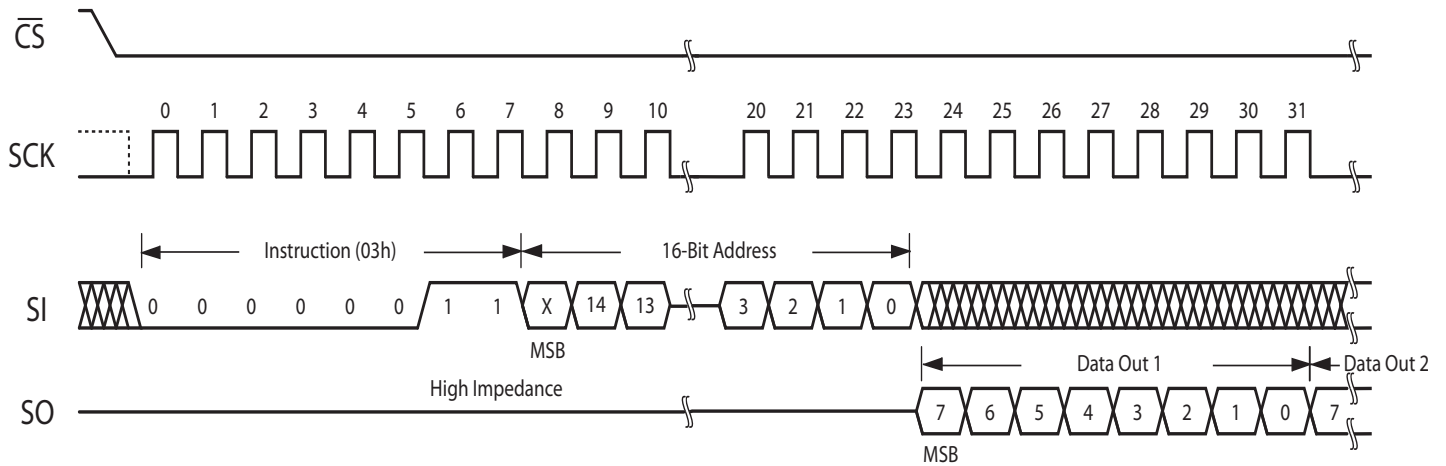 CS
0 1 2 3 4 5 6 7 8 9 10 20 21 22 23 24 25 26 27 28 29 30 31
SCK
Instruction (03h) 16-Bit Address
SI 0 0 0 0 0 0 1 1 X 14 13 3 2 1 0
MSB
Data Out 1 Data Out 2
High Impedance
SO 7 6 5 4 3 2 1 0 7
MSB